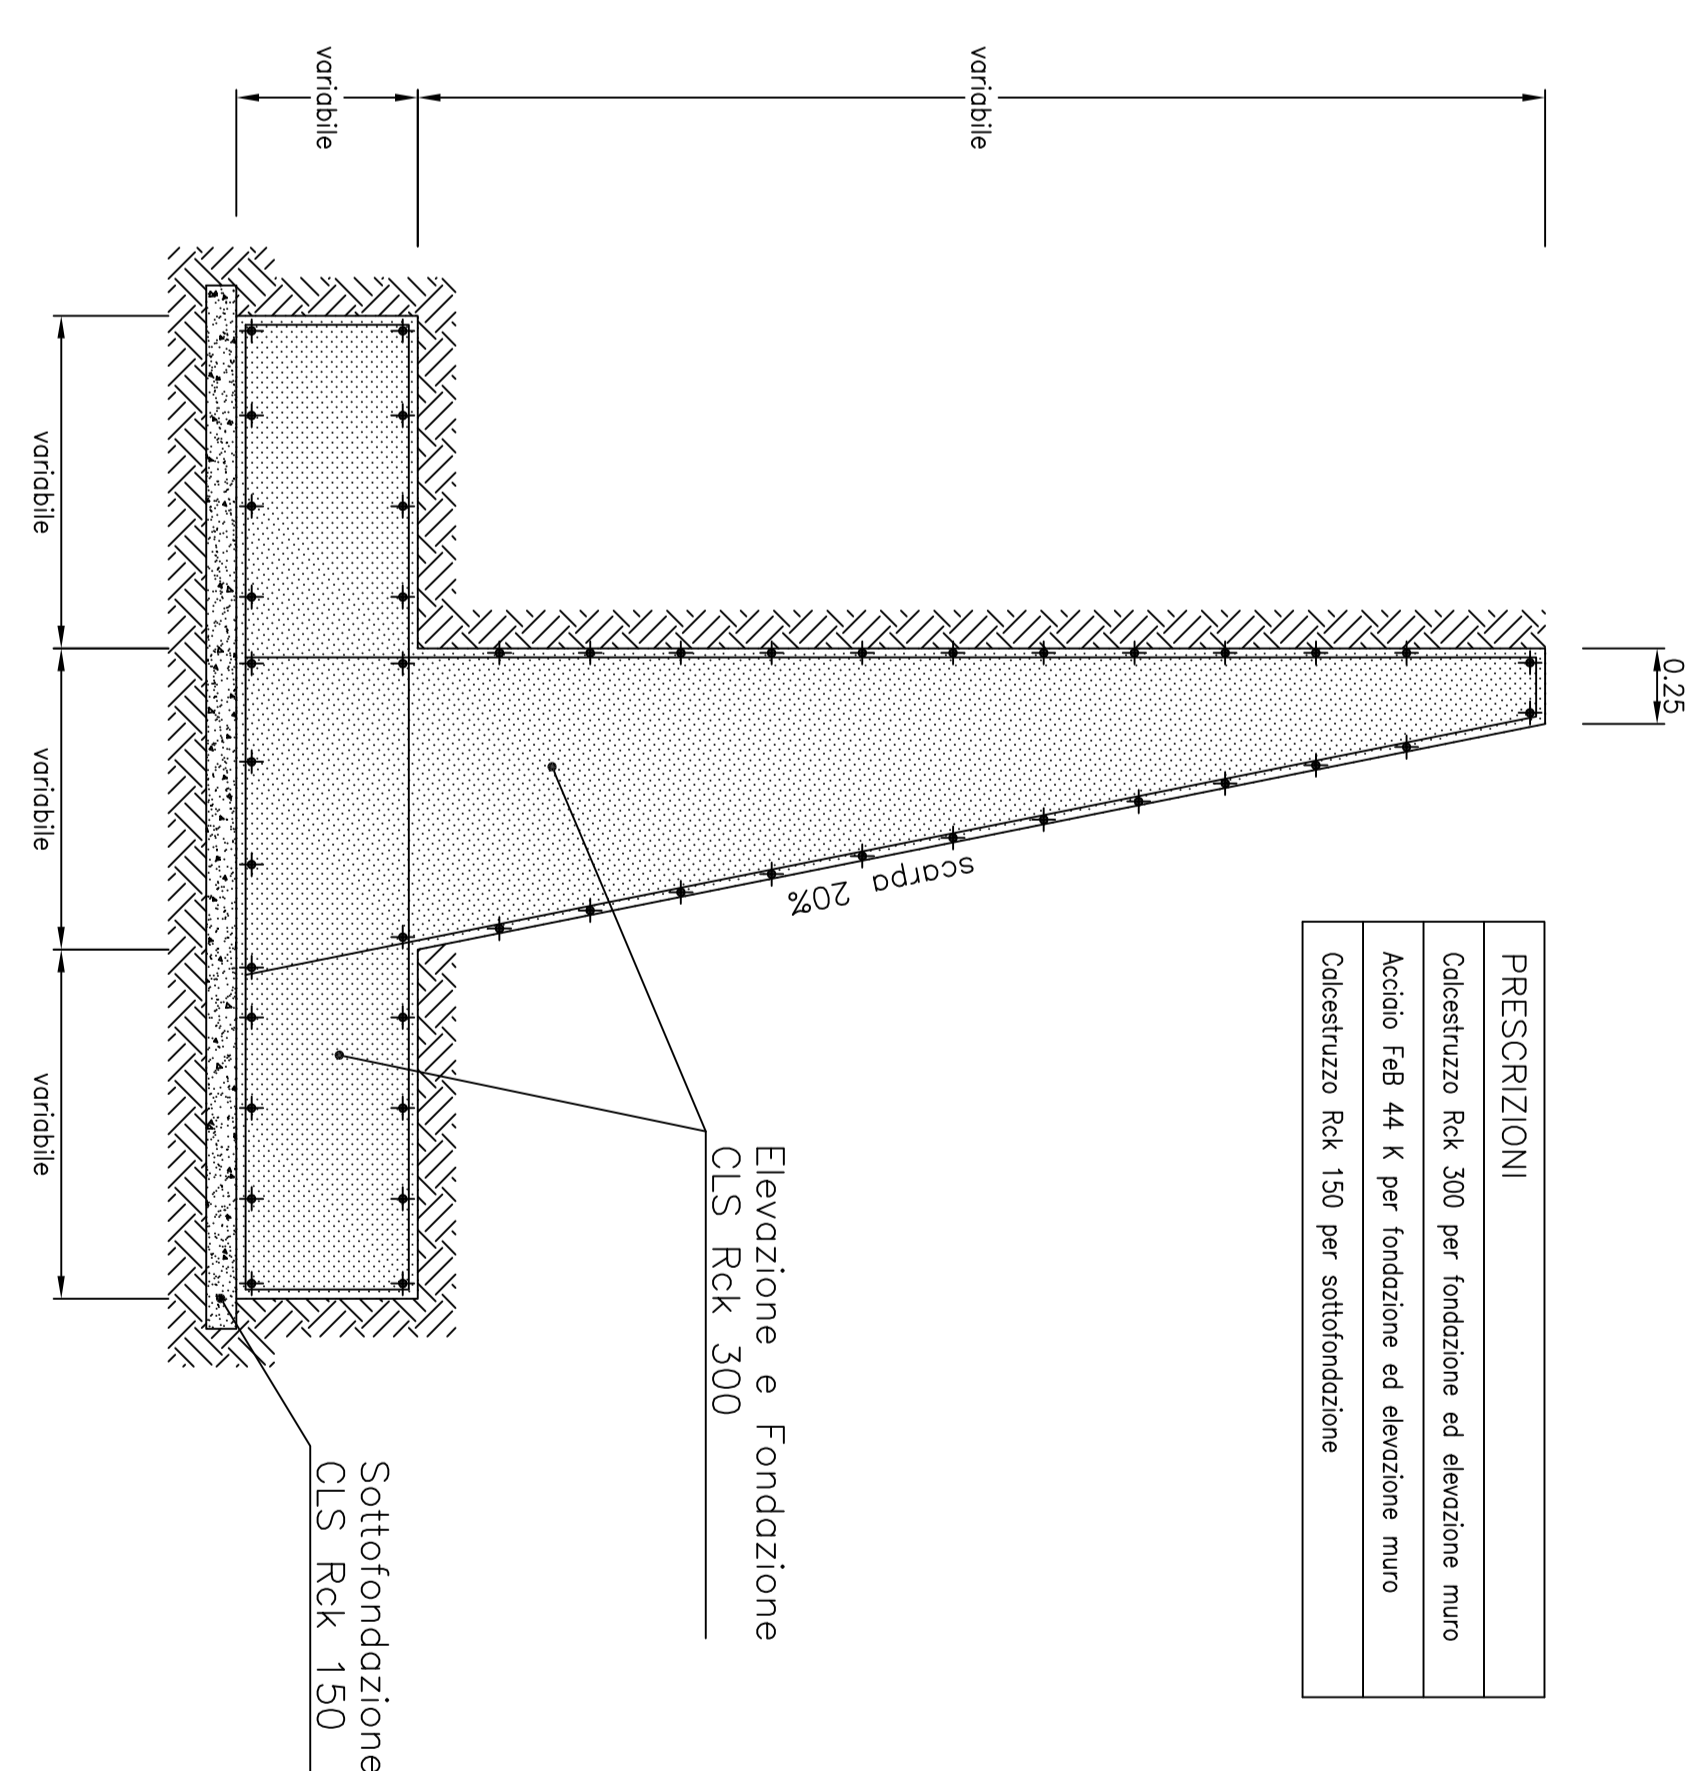 0.25
variabile
variabile
variabile
variabile
variabile
scarpa 20%
PRESCRIZIONI
Calcestruzzo Rck 300 per fondazione ed elevazione muro
Acciaio FeB 44 K per fondazione ed elevazione muro
Calcestruzzo Rck 150 per sottofondazione
Elevazione e Fondazione
CLS Rck 300
Sottofondazione
CLS Rck 150